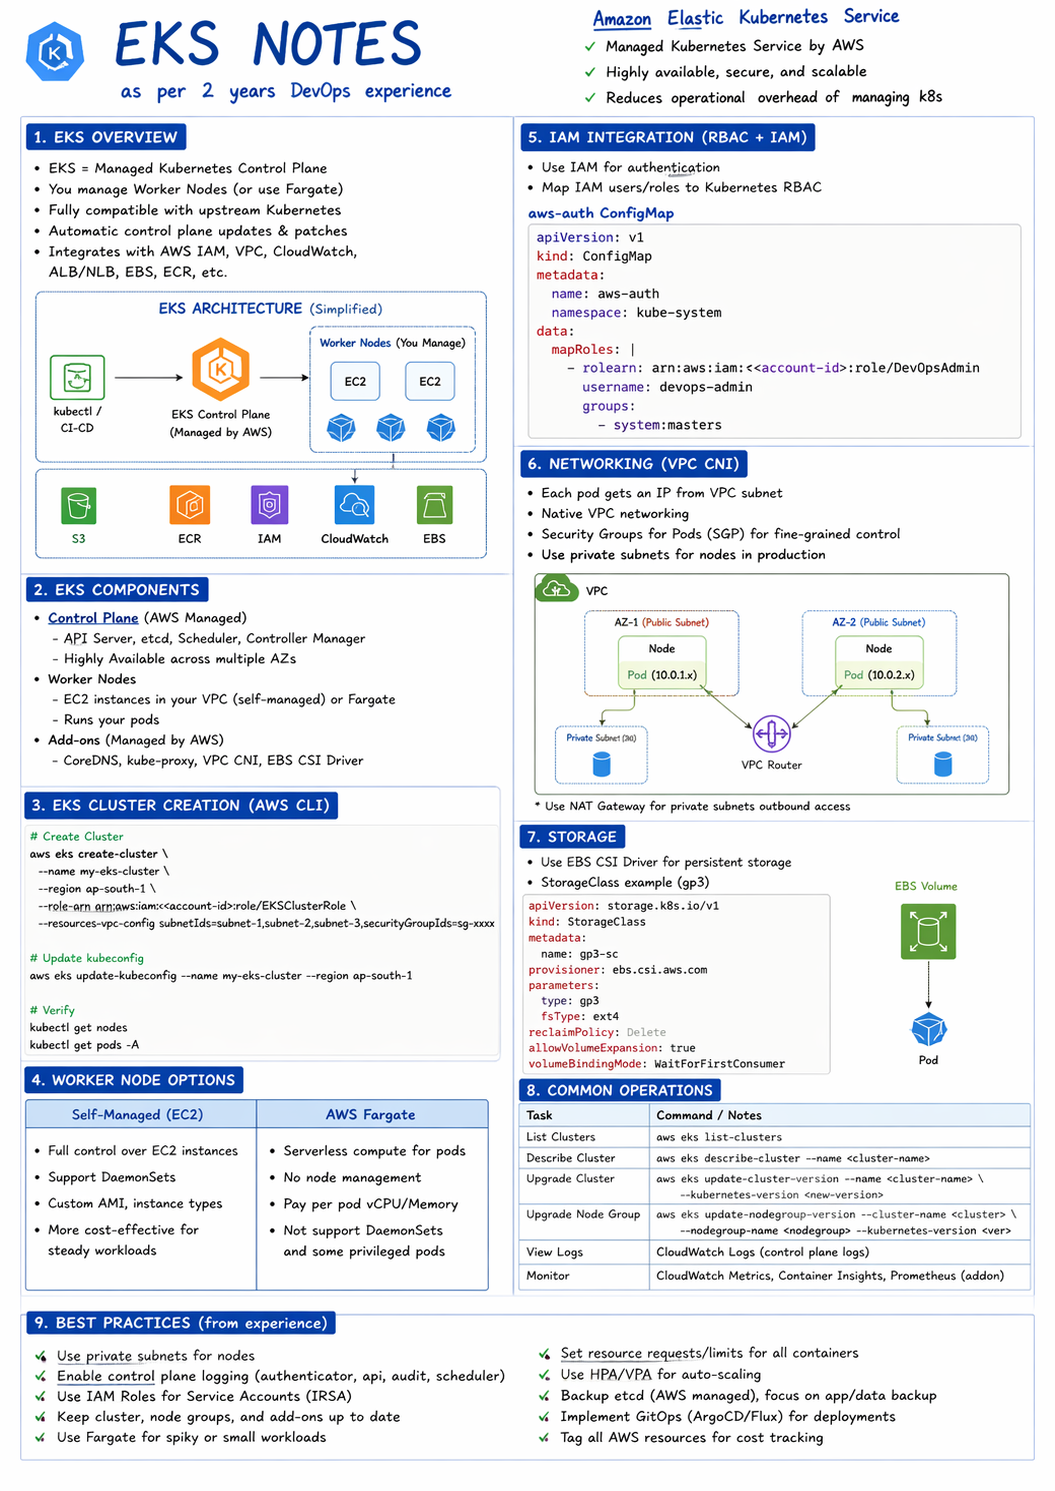 EKS NOTES
as per 2 years DevOps experience
Amazon Elastic Kubernetes Service
✓ Managed Kubernetes Service by AWS
✓ Highly available, secure, and scalable
✓ Reduces operational overhead of managing k8s
1. EKS OVERVIEW
• EKS = Managed Kubernetes Control Plane
• You manage Worker Nodes (or use Fargate)
• Fully compatible with upstream Kubernetes
• Automatic control plane updates & patches
• Integrates with AWS IAM, VPC, CloudWatch,
ALB/NLB, EBS, ECR, etc.
EKS ARCHITECTURE (Simplified)
kubectl /
CI-CD
K
EKS Control Plane
(Managed by AWS)
Worker Nodes (You Manage)
EC2
EC2
S3
ECR
IAM
CloudWatch
EBS
2. EKS COMPONENTS
• Control Plane (AWS Managed)
- API Server, etcd, Scheduler, Controller Manager
- Highly Available across multiple AZs
• Worker Nodes
- EC2 instances in your VPC (self-managed) or Fargate
- Runs your pods
• Add-ons (Managed by AWS)
- CoreDNS, kube-proxy, VPC CNI, EBS CSI Driver
3. EKS CLUSTER CREATION (AWS CLI)
# Create Cluster
aws eks create-cluster \
--name my-eks-cluster \
--region ap-south-1 \
--role-arn arn:aws:iam:<<account-id>:role/EKSClusterRole \
--resources-vpc-config subnetIds=subnet-1,subnet-2,subnet-3,securityGroupIds=sg-xxxx
# Update kubeconfig
aws eks update-kubeconfig --name my-eks-cluster --region ap-south-1
# Verify
kubectl get nodes
kubectl get pods -A
4. WORKER NODE OPTIONS
Self-Managed (EC2)
• Full control over EC2 instances
• Support DaemonSets
• Custom AMI, instance types
• More cost-effective for
steady workloads
AWS Fargate
• Serverless compute for pods
• No node management
• Pay per pod vCPU/Memory
• Not support DaemonSets
and some privileged pods
5. IAM INTEGRATION (RBAC + IAM)
• Use IAM for authentication
• Map IAM users/roles to Kubernetes RBAC
aws-auth ConfigMap
apiVersion: v1
kind: ConfigMap
metadata:
name: aws-auth
namespace: kube-system
data:
mapRoles: |
- rolearn: arn:aws:iam:<<account-id>:role/DevOpsAdmin
username: devops-admin
groups:
- system:masters
6. NETWORKING (VPC CNI)
• Each pod gets an IP from VPC subnet
• Native VPC networking
• Security Groups for Pods (SGP) for fine-grained control
• Use private subnets for nodes in production
VPC
AZ-1 (Public Subnet)
Node
Pod (10.0.1.x)
AZ-2 (Public Subnet)
Node
Pod (10.0.2.x)
Private Subnet
VPC Router
Private Subnet
* Use NAT Gateway for private subnets outbound access
7. STORAGE
• Use EBS CSI Driver for persistent storage
• StorageClass example (gp3)
apiVersion: storage.k8s.io/v1
kind: StorageClass
metadata:
name: gp3-sc
provisioner: ebs.csi.aws.com
parameters:
type: gp3
fsType: ext4
reclaimPolicy: Delete
allowVolumeExpansion: true
volumeBindingMode: WaitForFirstConsumer
EBS Volume
Pod
8. COMMON OPERATIONS
Task Command / Notes
List Clusters aws eks list-clusters
Describe Cluster aws eks describe-cluster --name <cluster-name>
Upgrade Cluster aws eks update-cluster-version --name <cluster-name> \
--kubernetes-version <new-version>
Upgrade Node Group aws eks update-nodegroup-version --cluster-name <cluster> \
--nodegroup-name <nodegroup> --kubernetes-version <ver>
View Logs CloudWatch Logs (control plane logs)
Monitor CloudWatch Metrics, Container Insights, Prometheus (addon)
9. BEST PRACTICES (from experience)
✓ Use private subnets for nodes
✓ Enable control plane logging (authenticator, api, audit, scheduler)
✓ Use IAM Roles for Service Accounts (IRSA)
✓ Keep cluster, node groups, and add-ons up to date
✓ Use Fargate for spiky or small workloads
✓ Set resource requests/limits for all containers
✓ Use HPA/VPA for auto-scaling
✓ Backup etcd (AWS managed), focus on app/data backup
✓ Implement GitOps (ArgoCD/Flux) for deployments
✓ Tag all AWS resources for cost tracking